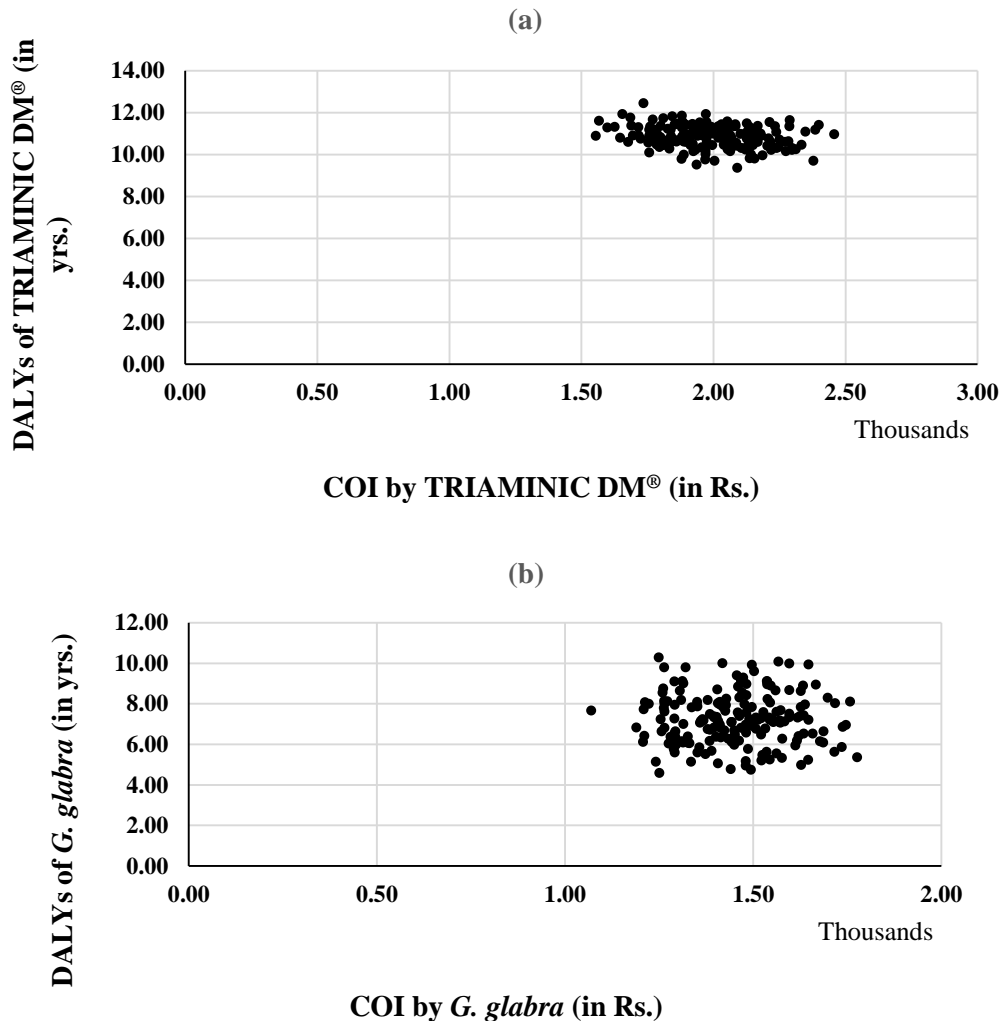 (a)
DALYs of TRIAMINIC DM® (in
yrs.)
14.00
12.00
10.00
8.00
6.00
4.00
2.00
0.00
0.00 0.50 1.00 1.50 2.00 2.50 3.00
Thousands
COI by TRIAMINIC DM® (in Rs.)
(b)
DALYs of G. glabra (in yrs.)
12.00
10.00
8.00
6.00
4.00
2.00
0.00
0.00 0.50 1.00 1.50 2.00
Thousands
COI by G. glabra (in Rs.)